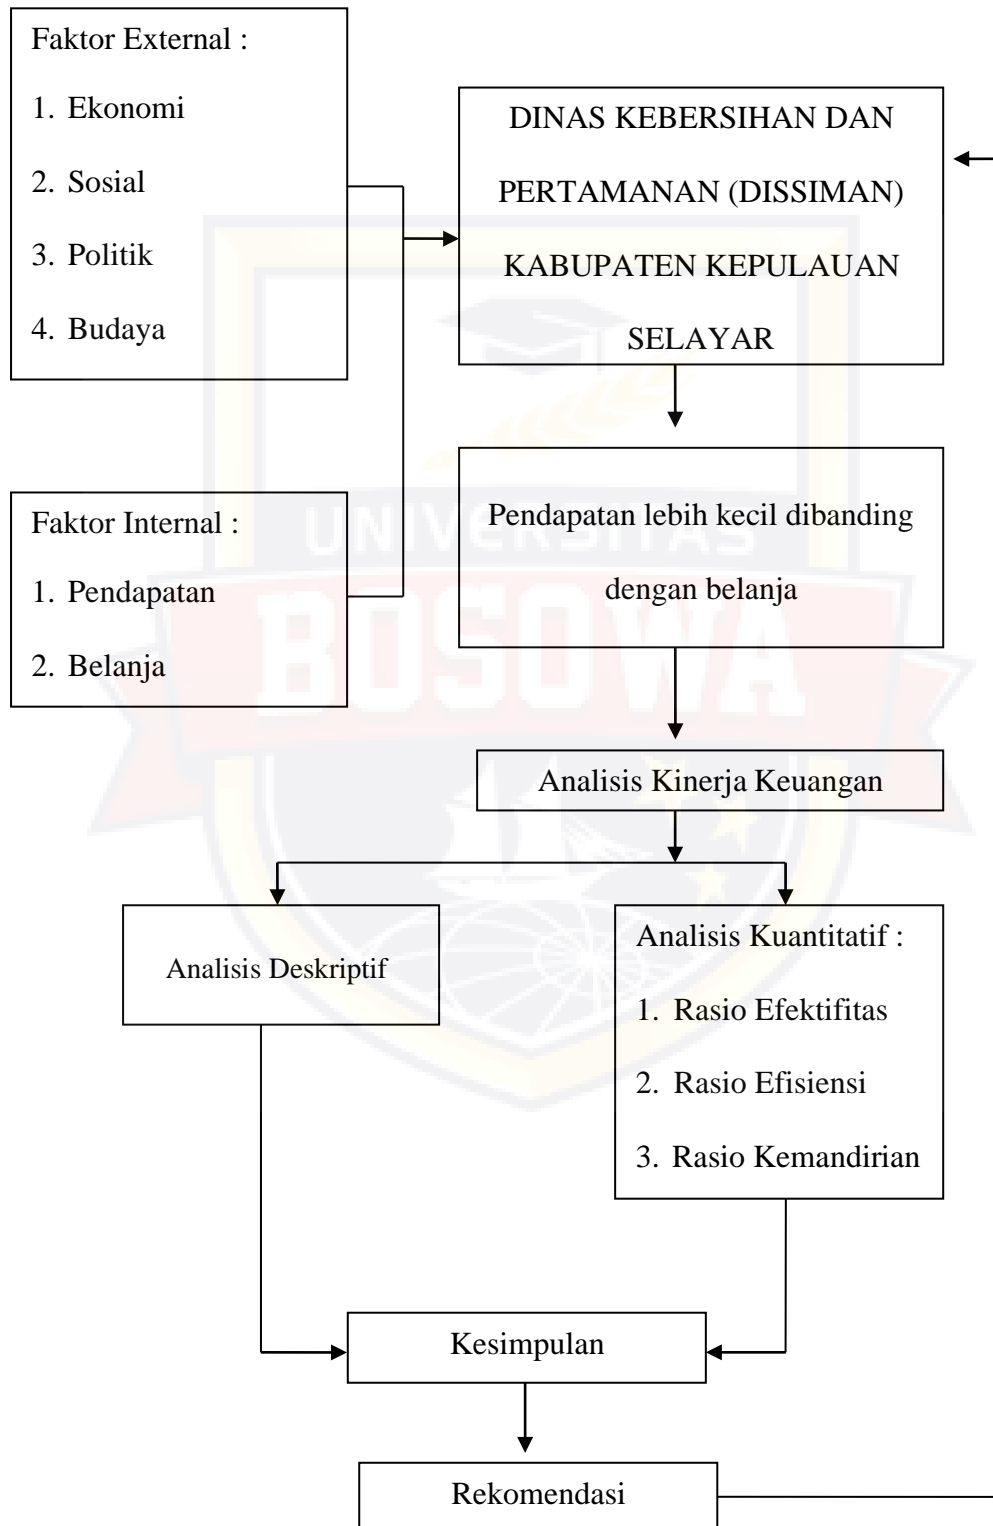 Faktor External :
1. Ekonomi
2. Sosial
3. Politik
4. Budaya
DINAS KEBERSIHAN DAN
PERTAMANAN (DISSIMAN)
KABUPATEN KEPULAUAN
SELAYAR
Faktor Internal :
1. Pendapatan
2. Belanja
Pendapatan lebih kecil dibanding
dengan belanja
UNIVERSITAS
BOSOWA
Analisis Kinerja Keuangan
Analisis Deskriptif
Analisis Kuantitatif :
1. Rasio Efektifitas
2. Rasio Efisiensi
3. Rasio Kemandirian
Kesimpulan
Rekomendasi